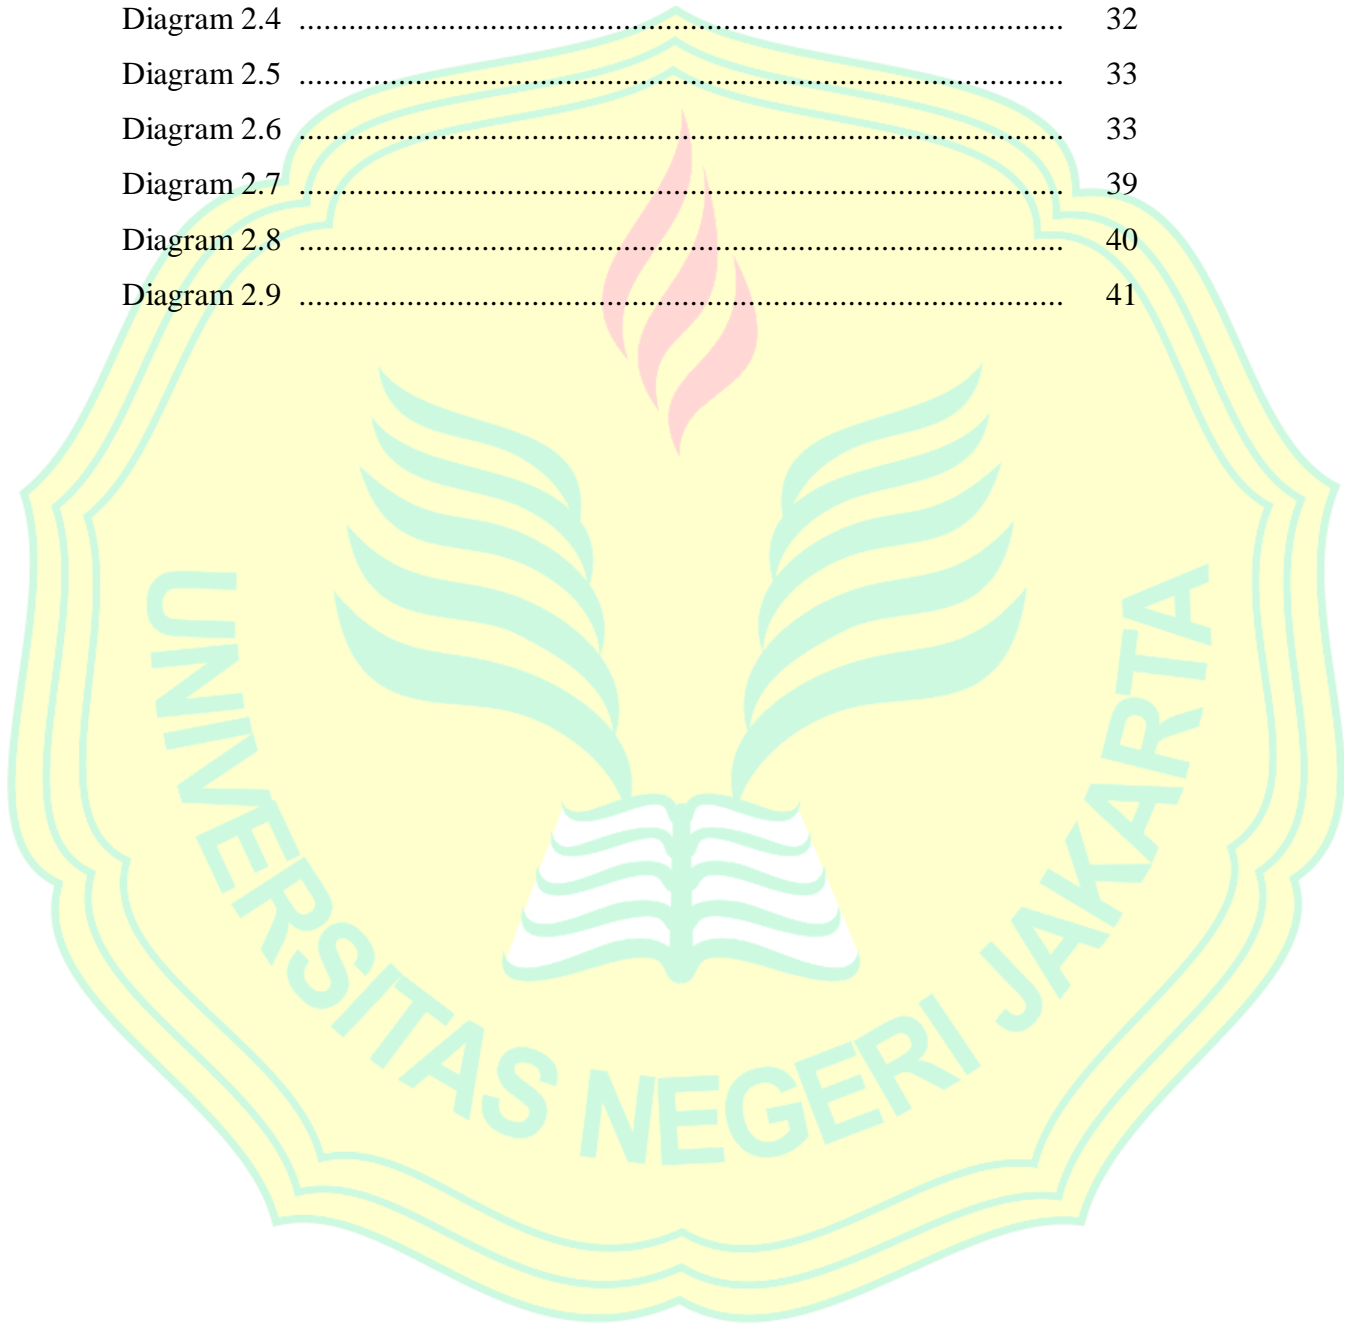 Diagram 2.4 ............................................................................................. 32
Diagram 2.5 ............................................................................................. 33
Diagram 2.6 ............................................................................................. 33
Diagram 2.7 ............................................................................................. 39
Diagram 2.8 ............................................................................................. 40
Diagram 2.9 ............................................................................................. 41
UNIVERSITAS NEGERI JAKARTA